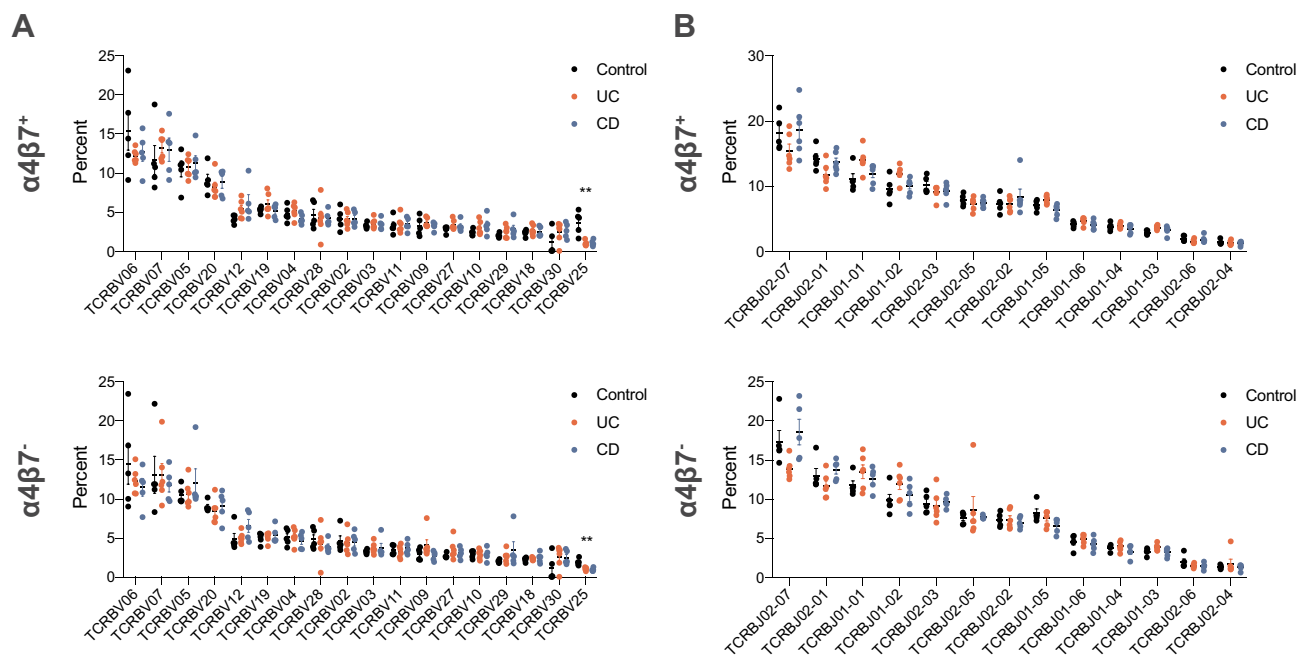 A
α4β7+
Percent
25
20
15
10
5
0
Control
UC
CD
**
TCRBV06
TCRBV07
TCRBV05
TCRBV20
TCRBV12
TCRBV19
TCRBV04
TCRBV28
TCRBV02
TCRBV03
TCRBV11
TCRBV09
TCRBV27
TCRBV10
TCRBV29
TCRBV18
TCRBV30
TCRBV25
B
α4β7+
Percent
30
20
10
0
Control
UC
CD
TCRBJ02-07
TCRBJ02-01
TCRBJ01-01
TCRBJ01-02
TCRBJ02-03
TCRBJ02-05
TCRBJ02-02
TCRBJ01-05
TCRBJ01-06
TCRBJ01-04
TCRBJ01-03
TCRBJ02-06
TCRBJ02-04
α4β7-
Percent
25
20
15
10
5
0
Control
UC
CD
**
TCRBV06
TCRBV07
TCRBV05
TCRBV20
TCRBV12
TCRBV19
TCRBV04
TCRBV28
TCRBV02
TCRBV03
TCRBV11
TCRBV09
TCRBV27
TCRBV10
TCRBV29
TCRBV18
TCRBV30
TCRBV25
α4β7-
Percent
25
20
15
10
5
0
Control
UC
CD
TCRBJ02-07
TCRBJ02-01
TCRBJ01-01
TCRBJ01-02
TCRBJ02-03
TCRBJ02-05
TCRBJ02-02
TCRBJ01-05
TCRBJ01-06
TCRBJ01-04
TCRBJ01-03
TCRBJ02-06
TCRBJ02-04